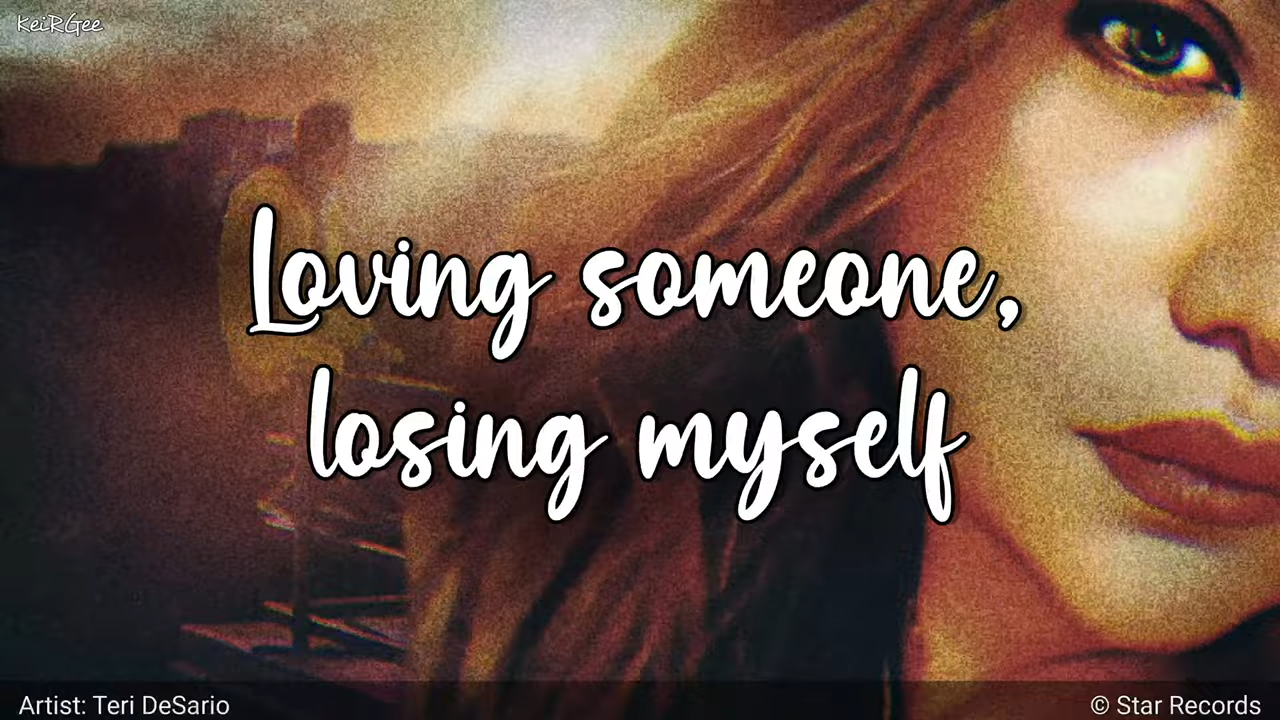 KeiRGee
Loving someone,
losing myself
Artist: Teri DeSario
© Star Records